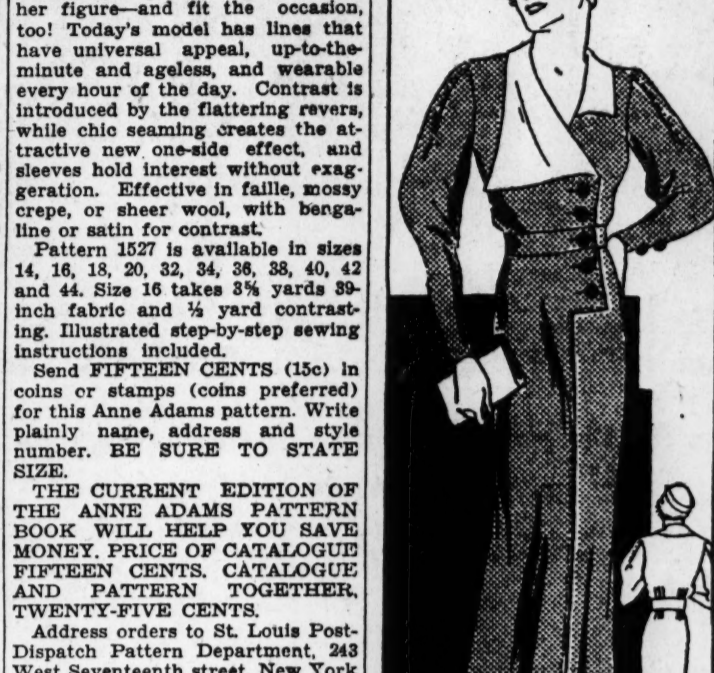 her figure—and fit the occasion,
too! Today's model has lines that
have universal appeal, up-to-the-
minute and ageless, and wearable
every hour of the day. Contrast is
introduced by the flattering revers,
while chic seaming creates the at-
tractive new one-side effect, and
sleeves hold interest without exag-
geration. Effective in faille, mossy
crepe, or sheer wool, with benga-
line or satin for contrast.
Pattern 1527 is available in sizes
14, 16, 18, 20, 32, 34, 36, 38, 40, 42
and 44. Size 16 takes 3⅝ yards 39-
inch fabric and ½ yard contrast-
ing. Illustrated step-by-step sewing
instructions included.
Send FIFTEEN CENTS (15c) in
coins or stamps (coins preferred)
for this Anne Adams pattern. Write
plainly name, address and style
number. BE SURE TO STATE
SIZE.
THE CURRENT EDITION OF
THE ANNE ADAMS PATTERN
BOOK WILL HELP YOU SAVE
MONEY. PRICE OF CATALOGUE
FIFTEEN CENTS. CATALOGUE
AND PATTERN TOGETHER,
TWENTY-FIVE CENTS.
Address orders to St. Louis Post-
Dispatch Pattern Department, 243
West Seventeenth street, New York